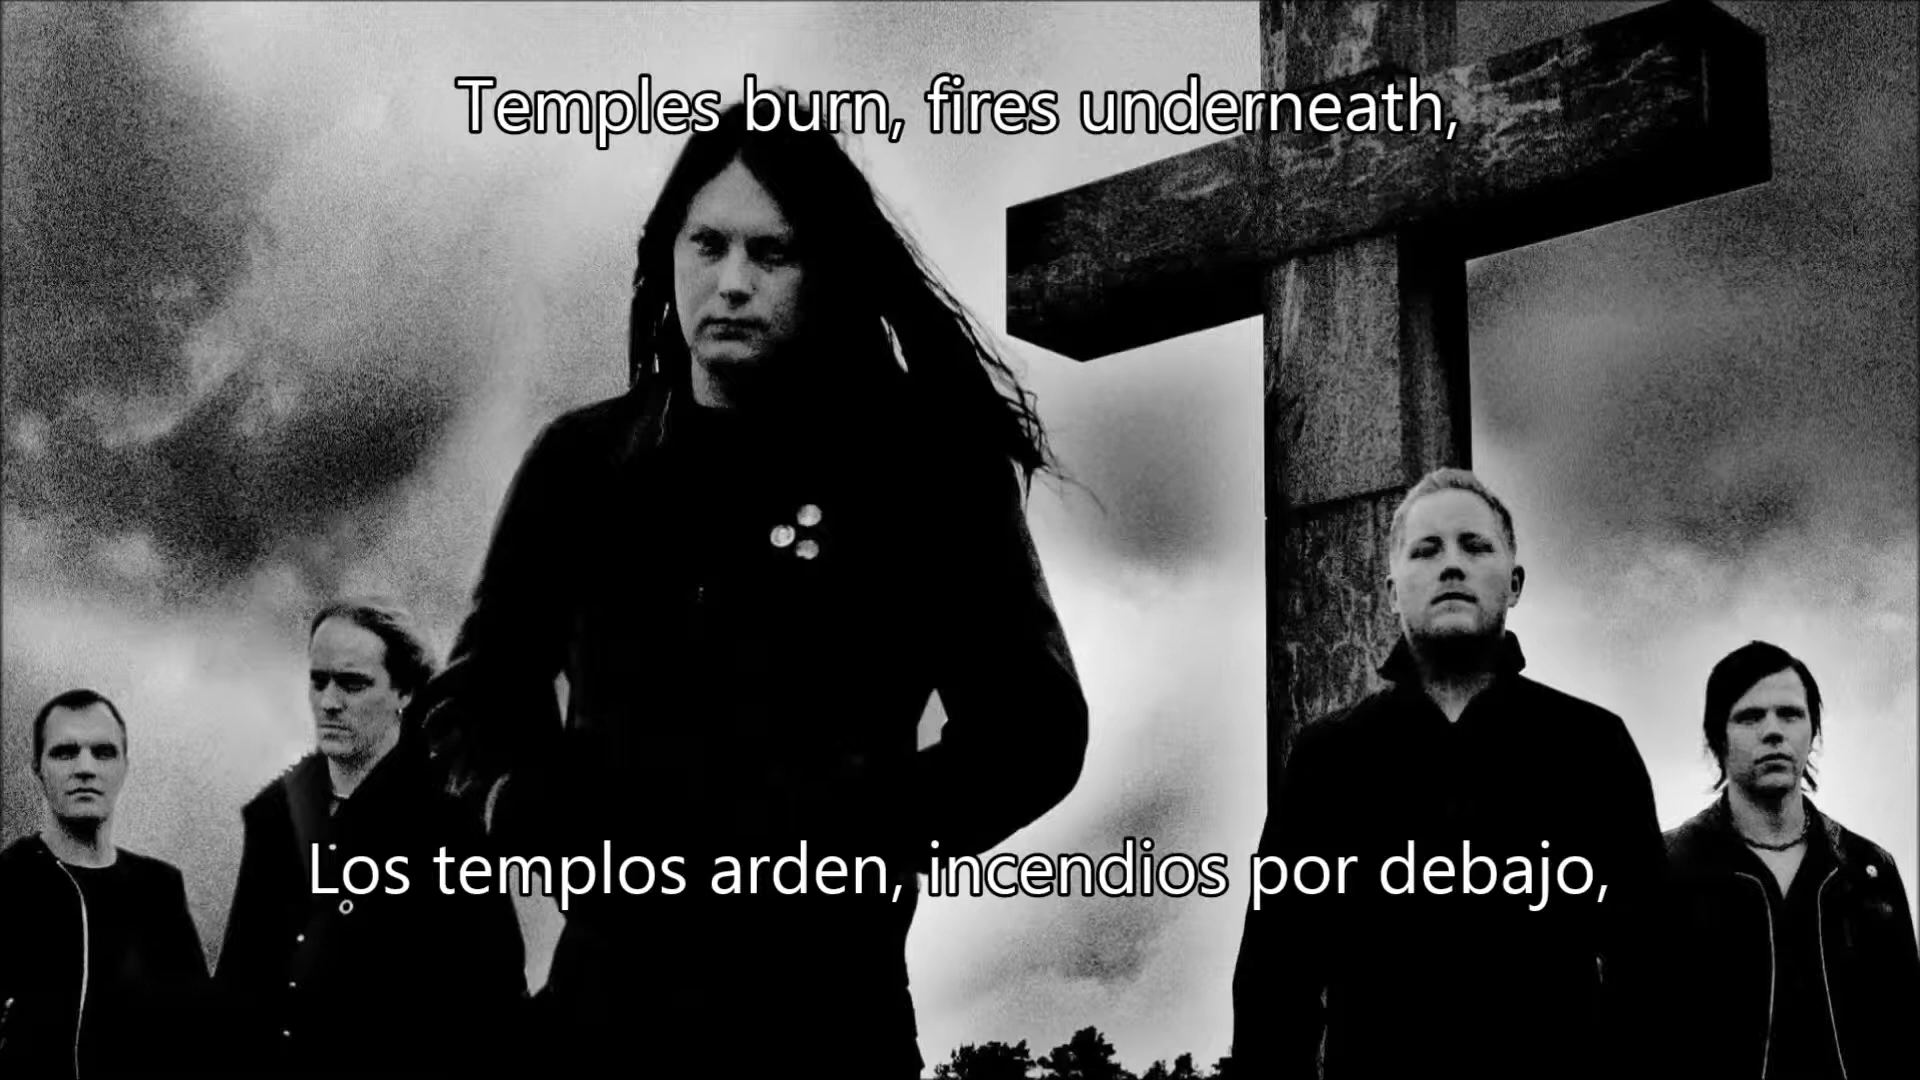 Temples burn, fires underneath,
Los templos arden, incendios por debajo,